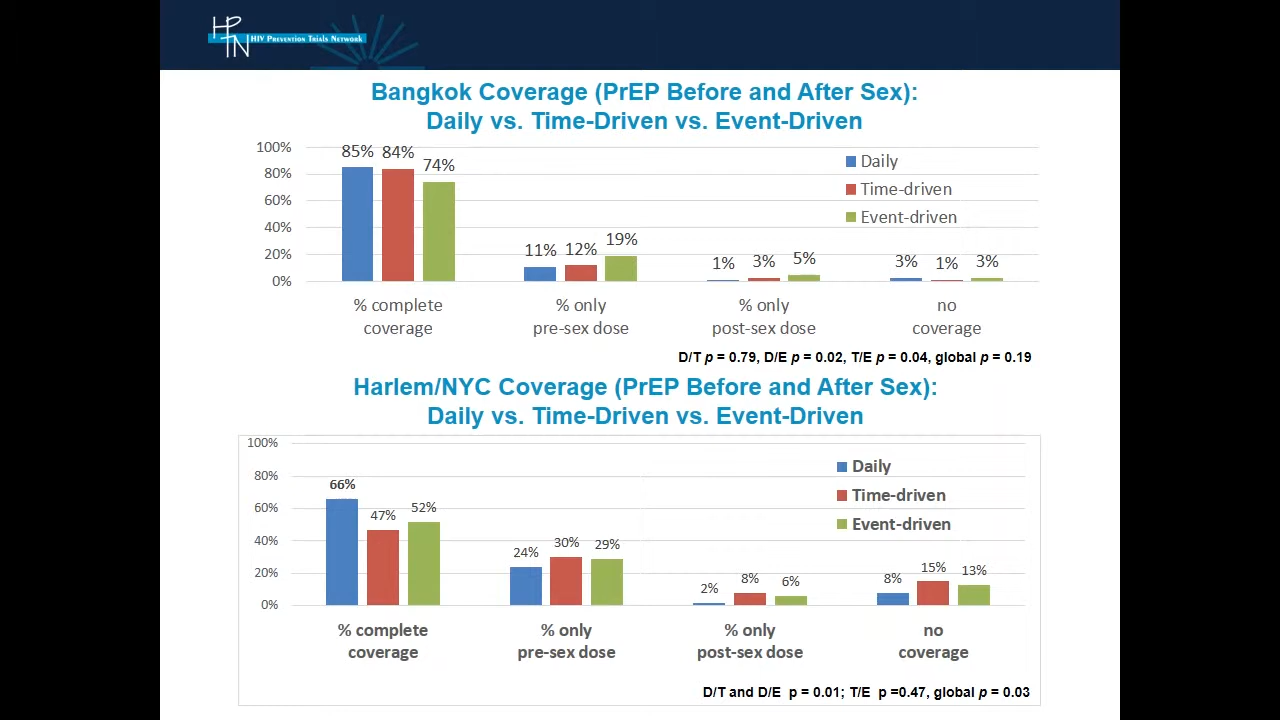 HPTN
HIV PREVENTION TRIALS NETWORK
Bangkok Coverage (PrEP Before and After Sex):
Daily vs. Time-Driven vs. Event-Driven
100%
80%
60%
40%
20%
0%
85% 84% 74%
11% 12% 19%
1% 3% 5%
3% 1% 3%
Daily
Time-driven
Event-driven
% complete
coverage
% only
pre-sex dose
% only
post-sex dose
no
coverage
D/T p = 0.79, D/E p = 0.02, T/E p = 0.04, global p = 0.19
Harlem/NYC Coverage (PrEP Before and After Sex):
Daily vs. Time-Driven vs. Event-Driven
100%
80%
60%
40%
20%
0%
66% 47% 52%
24% 30% 29%
2% 8% 6%
8% 15% 13%
Daily
Time-driven
Event-driven
% complete
coverage
% only
pre-sex dose
% only
post-sex dose
no
coverage
D/T and D/E p = 0.01; T/E p =0.47, global p = 0.03